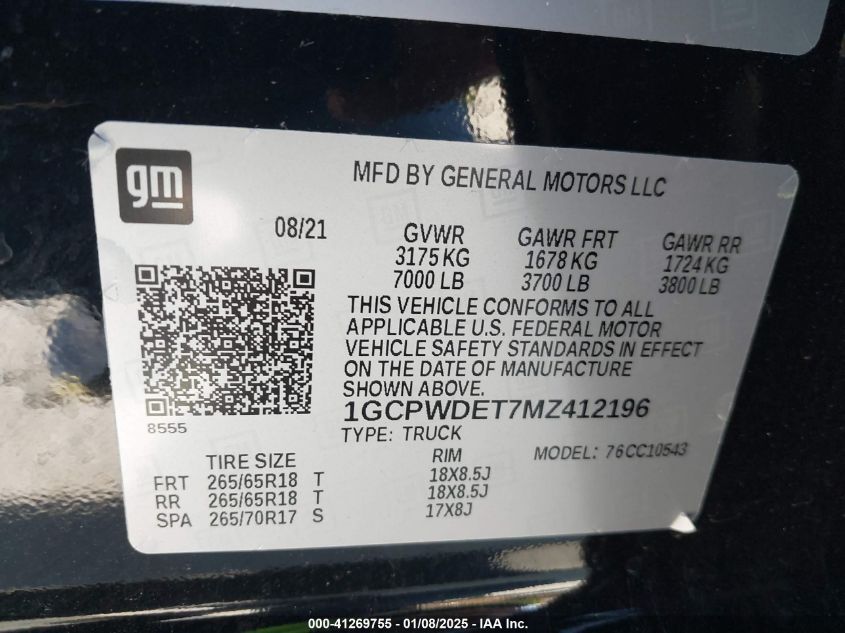 gm
MFD BY GENERAL MOTORS LLC
08/21
GVWR GAWR FRT GAWR RR
3175 KG 1678 KG 1724 KG
7000 LB 3700 LB 3800 LB
THIS VEHICLE CONFORMS TO ALL
APPLICABLE U.S. FEDERAL MOTOR
VEHICLE SAFETY STANDARDS IN EFFECT
ON THE DATE OF MANUFACTURE
SHOWN ABOVE.
8555
1GCPWDET7MZ412196
TYPE: TRUCK
MODEL: 76CC10543
TIRE SIZE RIM
FRT 265/65R18 T 18X8.5J
RR 265/65R18 T 18X8.5J
SPA 265/70R17 S 17X8J
000-41269755 - 01/08/2025 - IAA Inc.